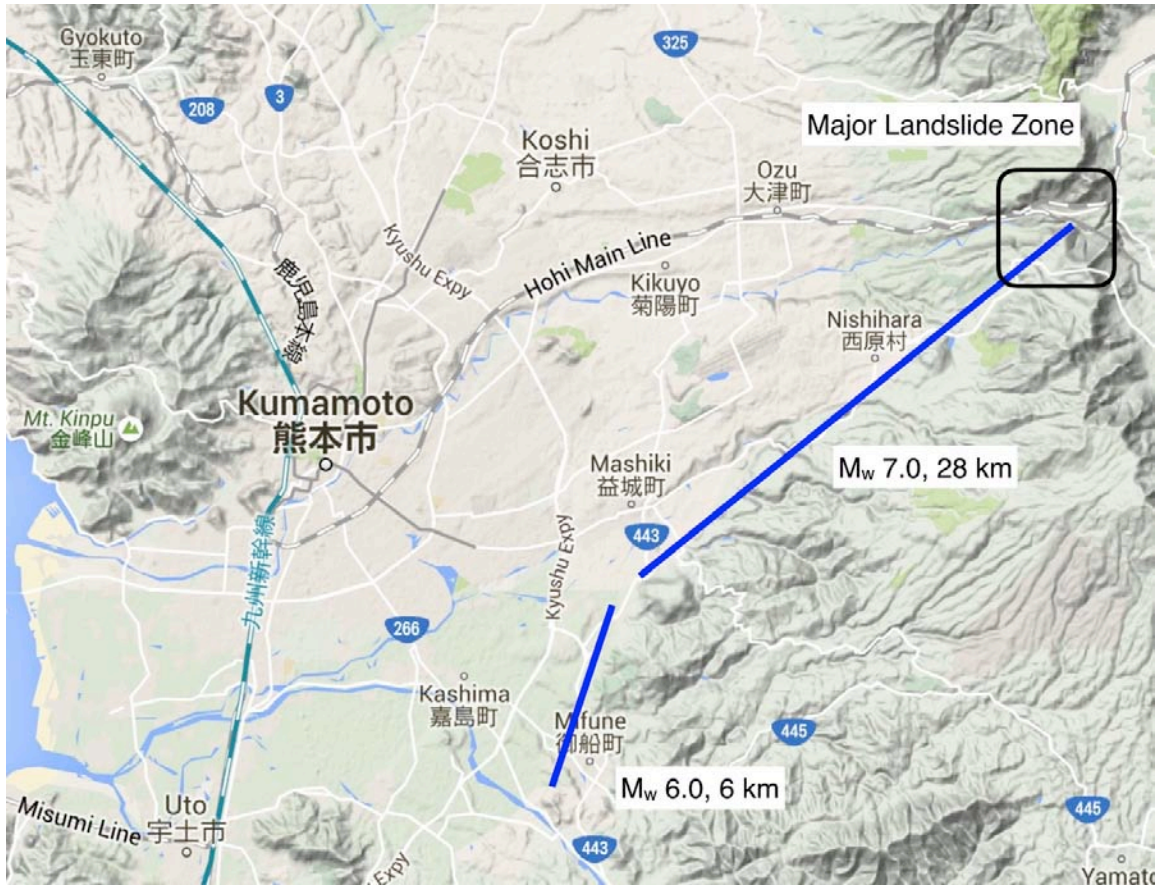 Gyokuto
玉東町
208
3
325
Major Landslide Zone
Koshi
合志市
Ozu
大津町
Kyushu Expy
Hohi Main Line
鹿児島本線
Kikuyo
菊陽町
Nishihara
西原村
Mt. Kinpu
金峰山
Kumamoto
熊本市
Mashiki
益城町
Mw 7.0, 28 km
443
九州新幹線
Kyushu Expy
266
Kashima
嘉島町
Mifune
御船町
445
Mw 6.0, 6 km
Uto
宇土市
Misumi Line
443
445
Kyushu Expy
Yamato